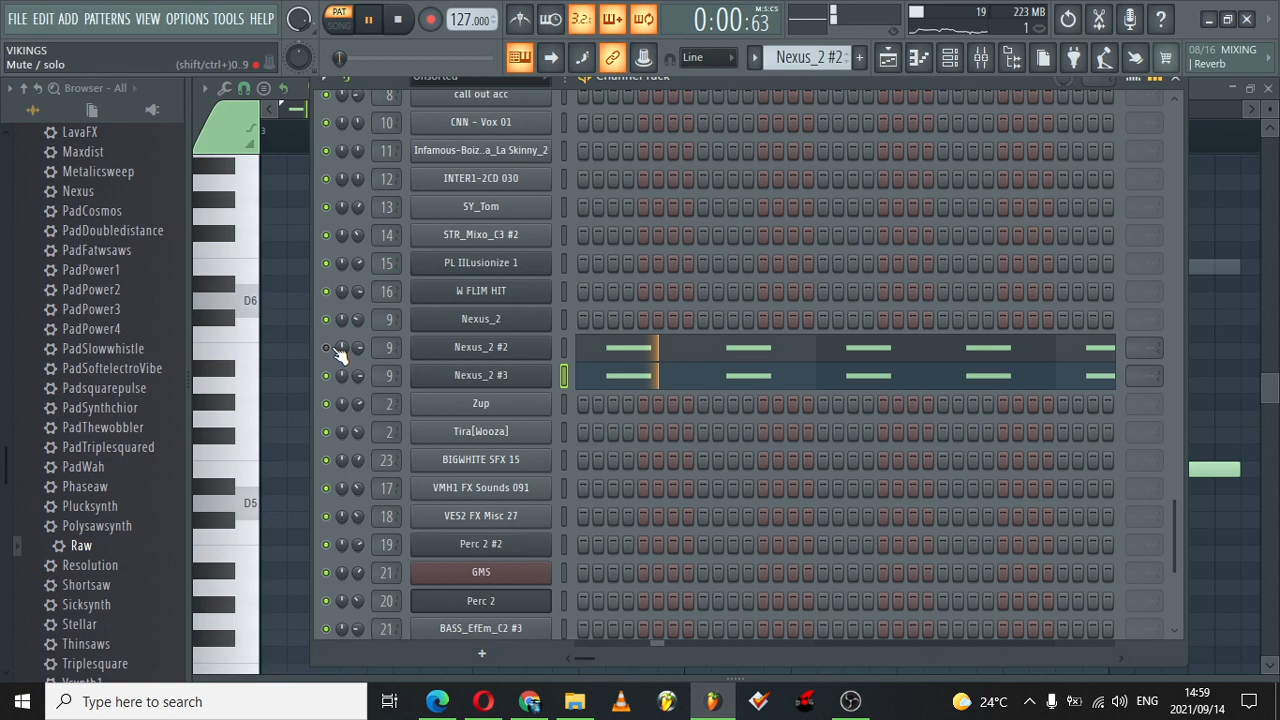 FILE EDIT ADD PATTERNS VIEW OPTIONS TOOLS HELP
PAT
SONG
127.000
3.2
0:00:63
M:S:CS
19
223 MB
1
VIKINGS
Mute / solo
(shift/ctrl+)0..9
Line
Nexus_2 #2
08/16 MIXING
| Reverb
Browser - All
Unsorted
Channel rack
3
LavaFX
Maxdist
Metalicsweep
Nexus
PadCosmos
PadDoubledistance
PadFatwsaws
PadPower1
PadPower2
PadPower3
PadPower4
PadSlowwhistle
PadSoftelectroVibe
Padsquarepulse
PadSynthchior
PadThewobbler
PadTriplesquared
PadWah
Phaseaw
Plucksynth
Polysawsynth
Raw
Resolution
Shortsaw
Sicksynth
Stellar
Thinsaws
Triplesquare
D6
D5
8 call out acc
10 CNN - Vox 01
11 Infamous-Boiz..a_La Skinny_2
12 INTER1-2CD 030
13 SY_Tom
14 STR_Mixo_C3 #2
15 PL IILusionize 1
16 W FLIM HIT
9 Nexus_2
9 Nexus_2 #2
9 Nexus_2 #3
2 Zup
2 Tira[Wooza]
23 BIGWHITE SFX 15
17 VMH1 FX Sounds 091
18 VES2 FX Misc 27
19 Perc 2 #2
21 GMS
20 Perc 2
21 BASS_EfEm_C2 #3
Type here to search
24°C
ENG
14:59
2021/09/14